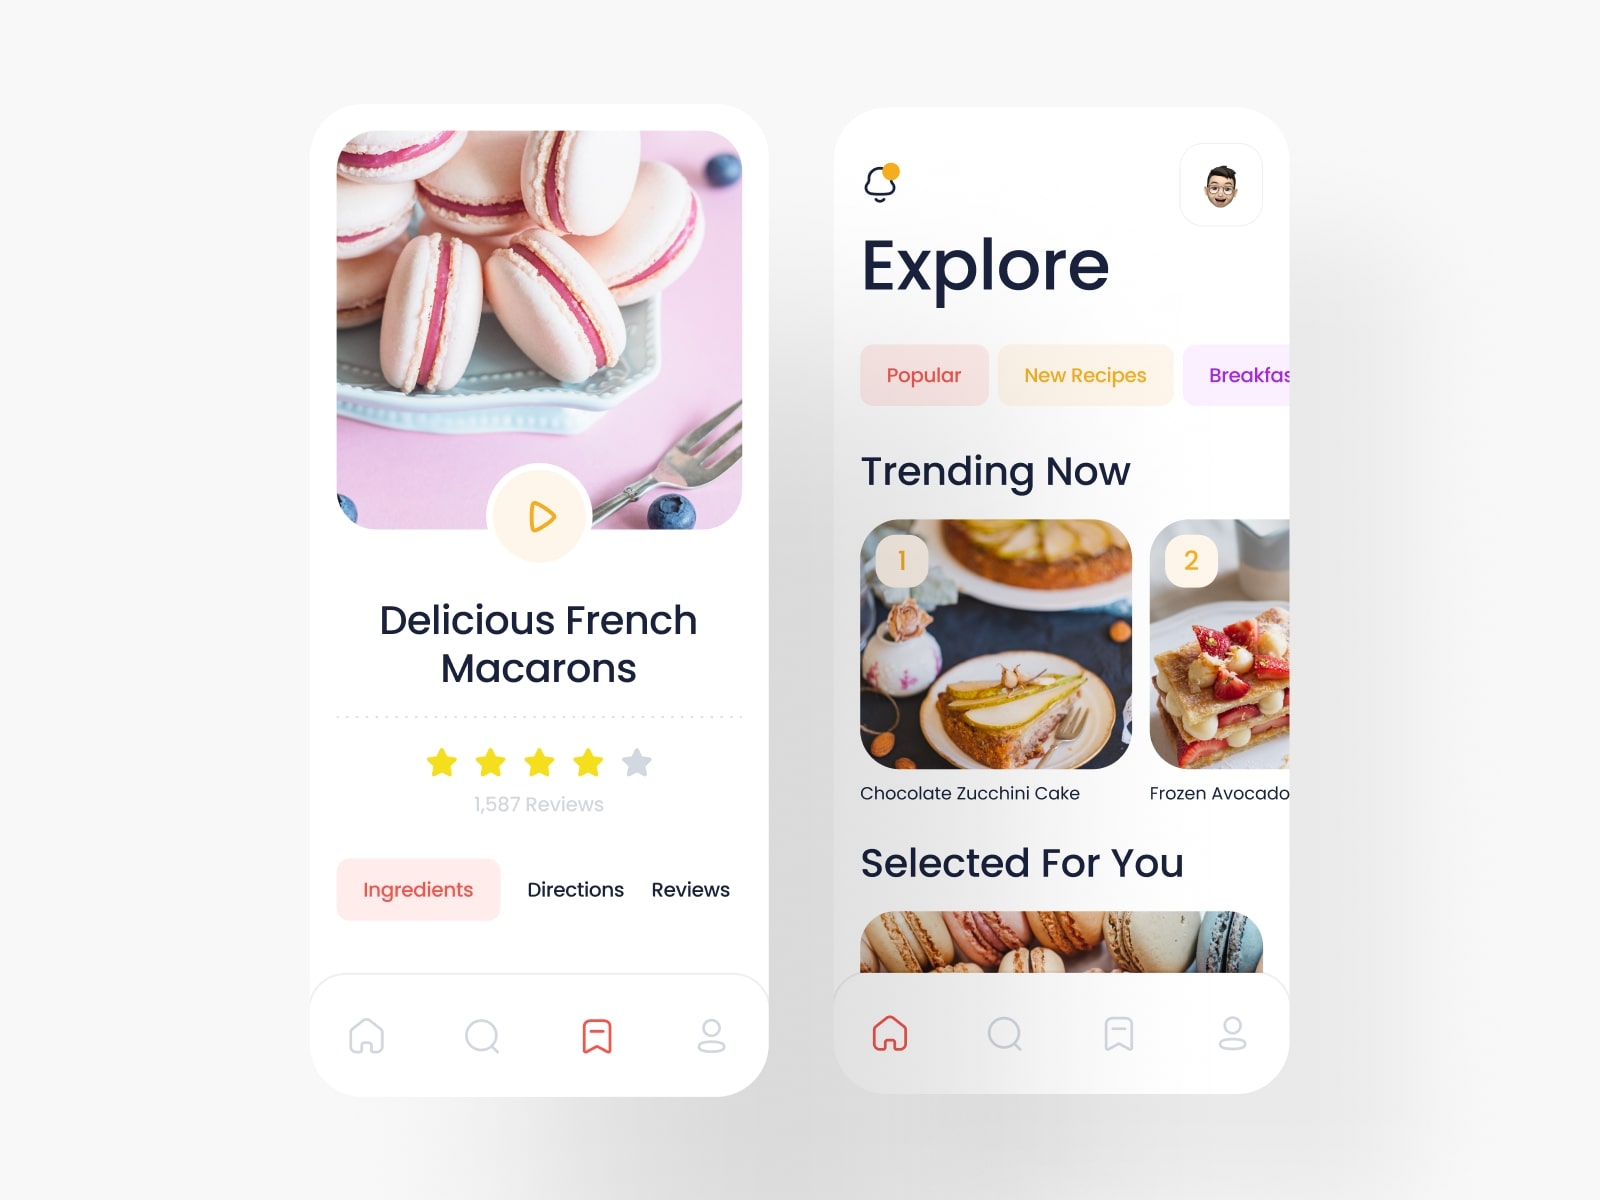 Delicious French
Macarons
1,587 Reviews
Ingredients
Directions
Reviews
Explore
Popular
New Recipes
Breakfas
Trending Now
1
2
Chocolate Zucchini Cake
Frozen Avocado
Selected For You